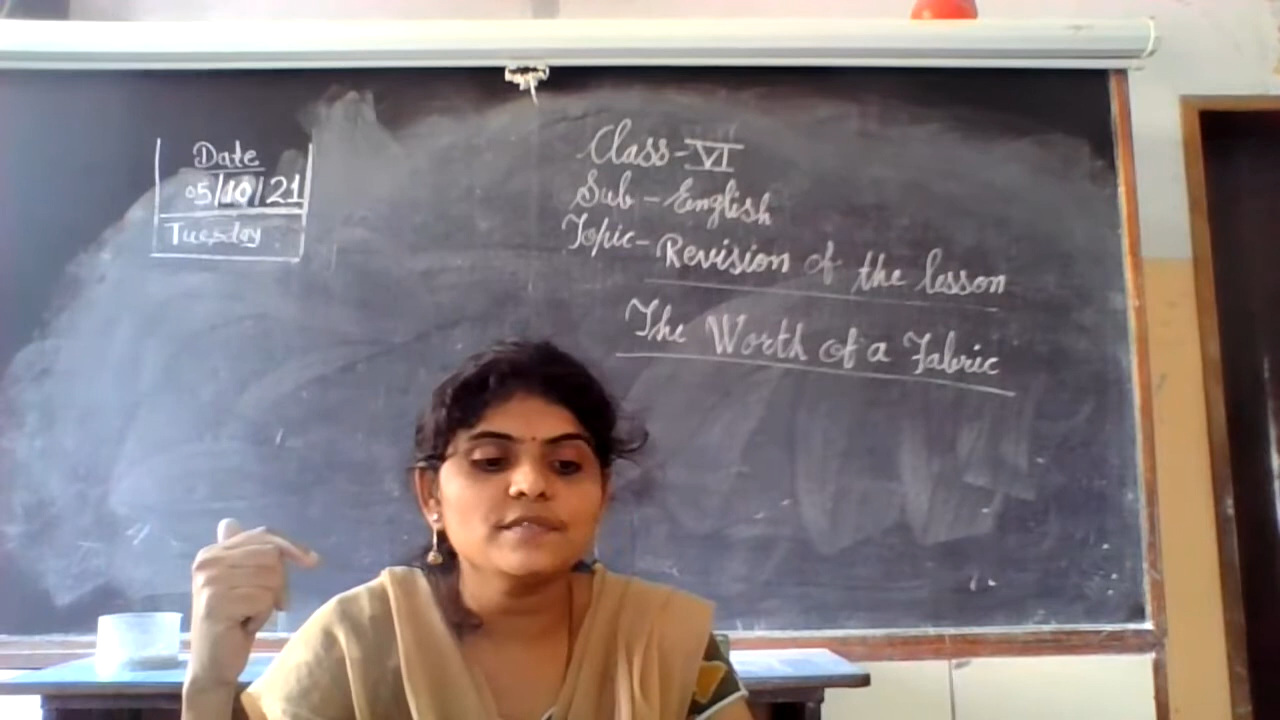 Date
05/10/21
Tuesday
Class-VI
Sub-English
Topic-Revision of the lesson
The Worth of a Fabric